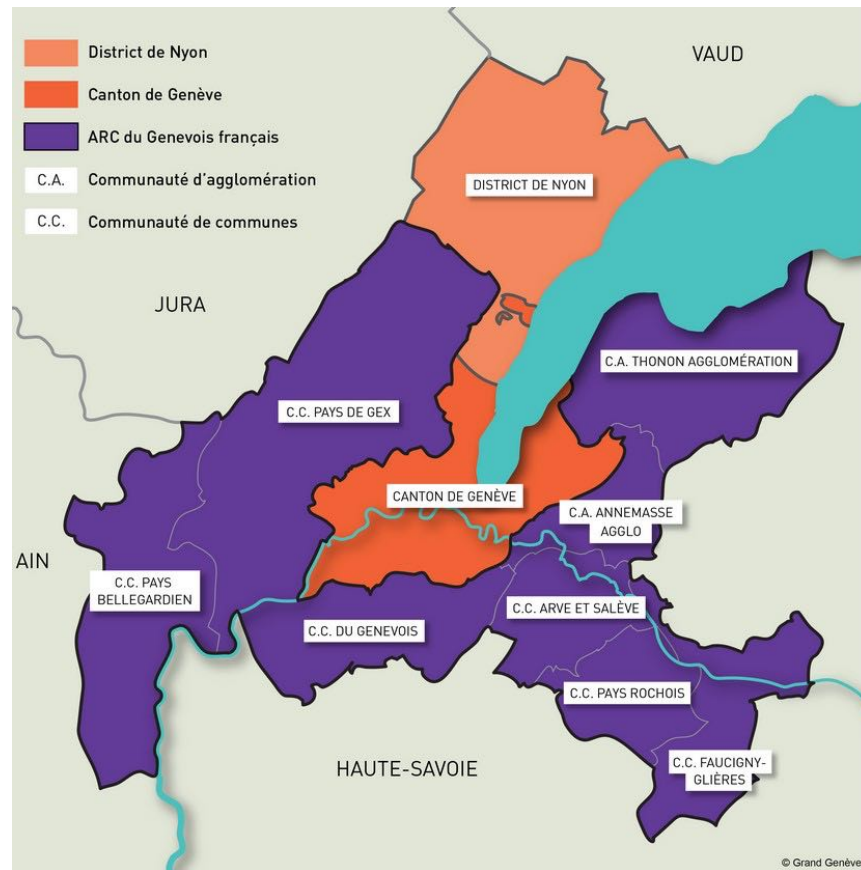 District de Nyon
VAUD
Canton de Genève
ARC du Genevois français
C.A. Communauté d'agglomération
DISTRICT DE NYON
C.C. Communauté de communes
JURA
C.A. THONON AGGLOMÉRATION
C.C. PAYS DE GEX
CANTON DE GENÈVE
C.A. ANNEMASSE
AGGLO
AIN
C.C. PAYS
BELLEGARDIEN
C.C. ARVE ET SALÈVE
C.C. DU GENEVOIS
C.C. PAYS ROCHOIS
HAUTE-SAVOIE
C.C. FAUCIGNY-
GLIÈRES
© Grand Genève